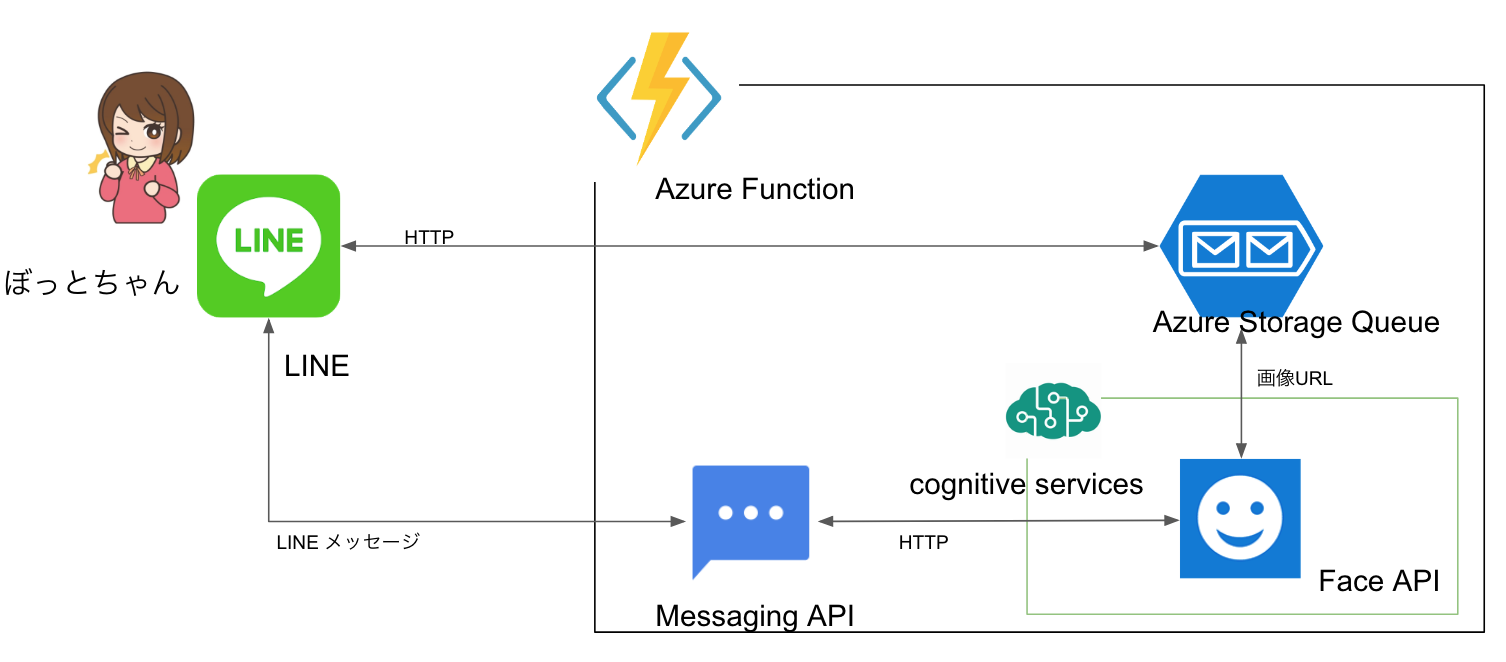 Azure Function
LINE
HTTP
ぼっとちゃん
Azure Storage Queue
LINE
画像URL
cognitive services
LINE メッセージ
HTTP
Face API
Messaging API